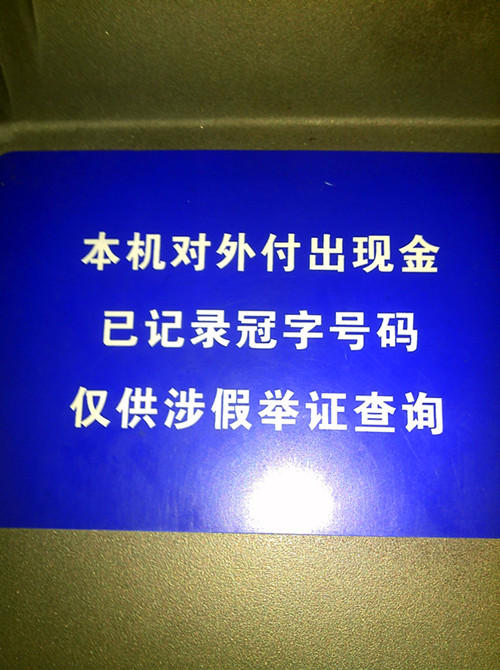 本机对外付出现金
已记录冠字号码
仅供涉假举证查询